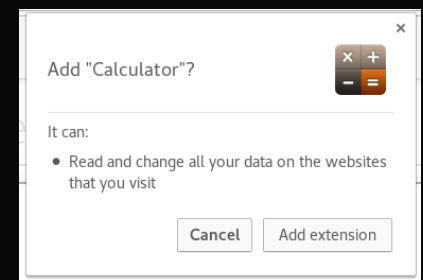 Add "Calculator"?
It can:
Read and change all your data on the websites
that you visit
Cancel
Add extension